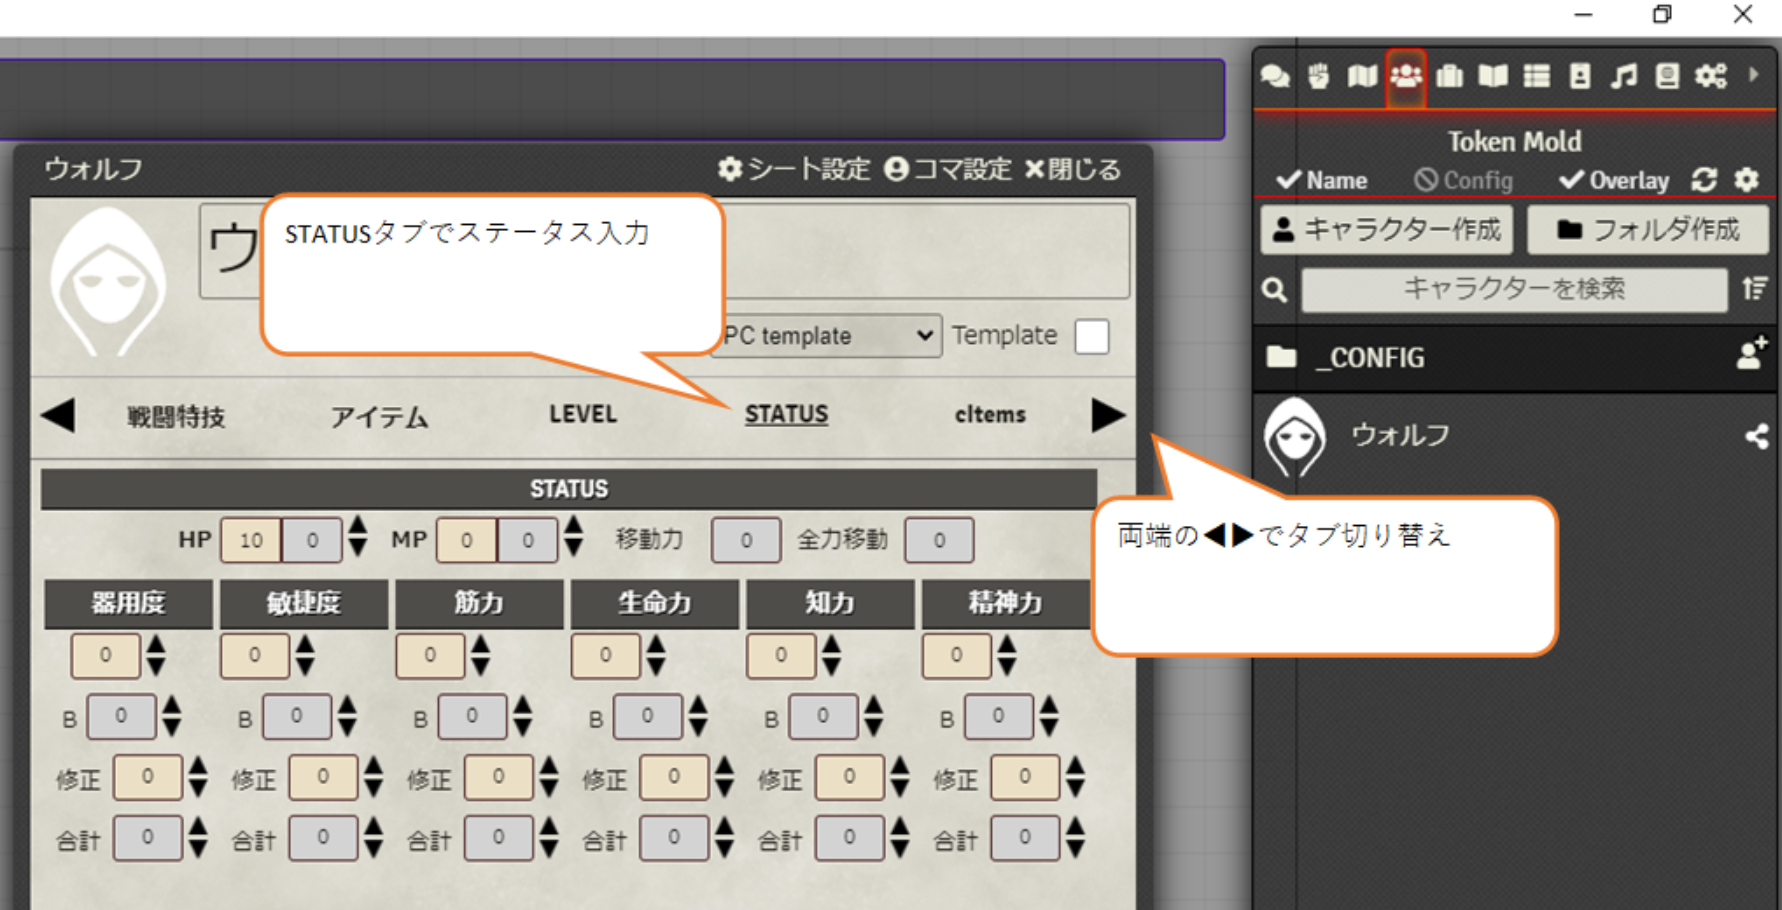 ウォルフ シート設定 コマ設定 閉じる
ウ
STATUSタブでステータス入力
PC template Template
◀ 戦闘特技 アイテム LEVEL STATUS cItems ▶
STATUS
HP 10 0 MP 0 0 移動力 0 全力移動 0
器用度 敏捷度 筋力 生命力 知力 精神力
0 0 0 0 0 0
B 0 B 0 B 0 B 0 B 0 B 0
修正 0 修正 0 修正 0 修正 0 修正 0 修正 0
合計 0 合計 0 合計 0 合計 0 合計 0 合計 0
両端の◀▶でタブ切り替え
Token Mold
Name Config Overlay
キャラクター作成 フォルダ作成
キャラクターを検索
_CONFIG
ウォルフ